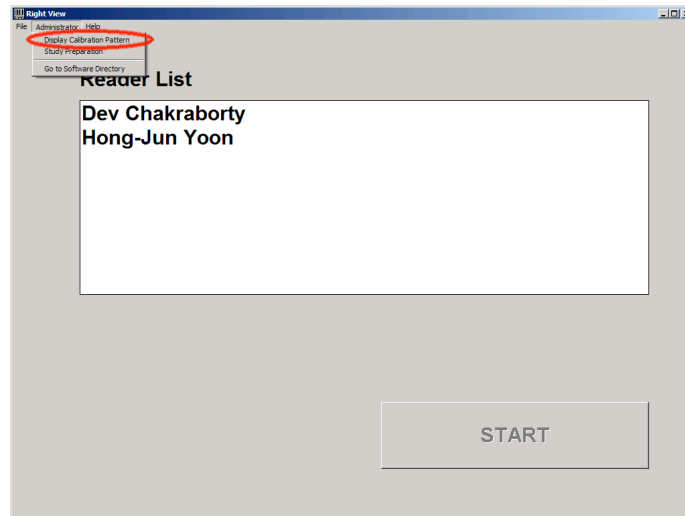 Right View
File Administrator Help
Display Calibration Pattern
Study Preparation
Go to Software Directory
Reader List
Dev Chakraborty
Hong-Jun Yoon
START